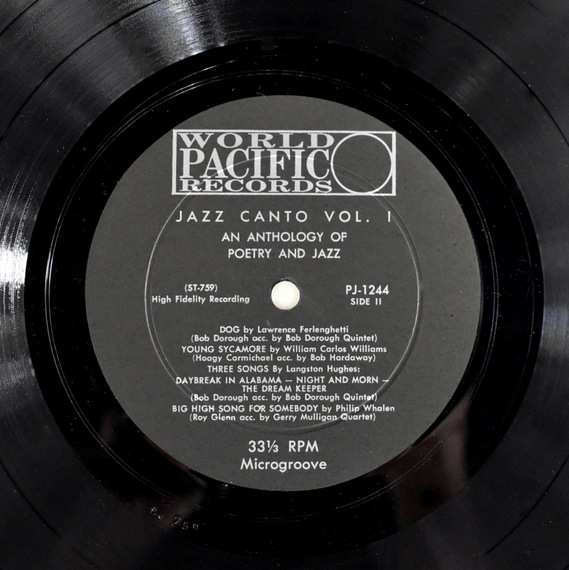 WORLD
PACIFIC
RECORDS
JAZZ CANTO VOL. I
AN ANTHOLOGY OF
POETRY AND JAZZ
(ST-759)
High Fidelity Recording
PJ-1244
SIDE II
DOG by Lawrence Ferlenghetti
(Bob Dorough acc. by Bob Dorough Quintet)
YOUNG SYCAMORE by William Carlos Williams
(Hoagy Carmichael acc. by Bob Hardaway)
THREE SONGS By Langston Hughes:
DAYBREAK IN ALABAMA — NIGHT AND MORN —
THE DREAM KEEPER
(Bob Dorough acc. by Bob Dorough Quintet)
BIG HIGH SONG FOR SOMEBODY by Philip Whalen
(Roy Glenn acc. by Gerry Mulligan Quartet)
33⅓ RPM
Microgroove
759